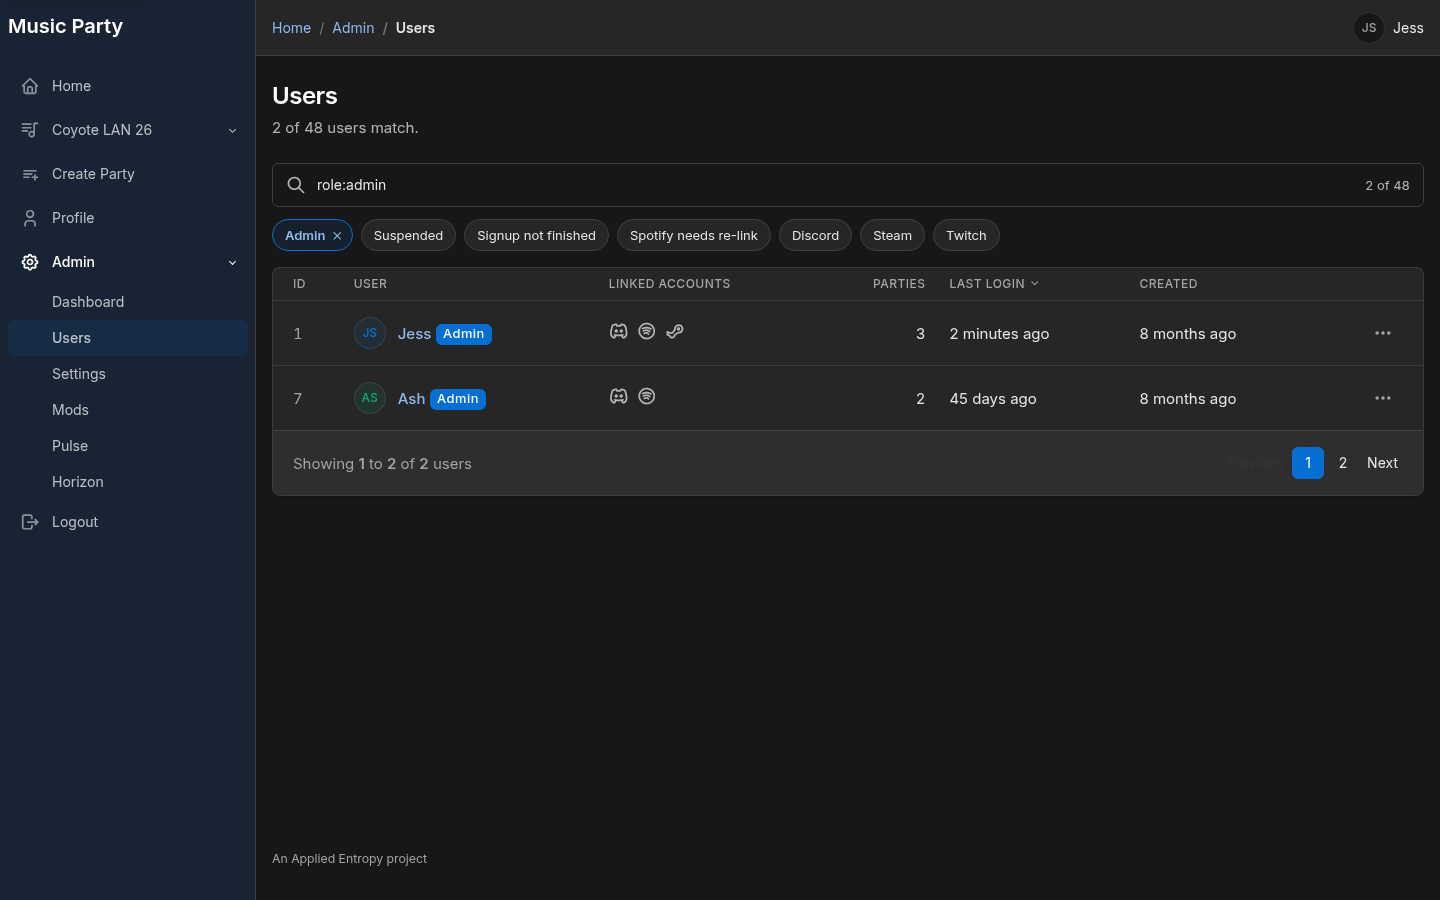 Music Party
Home
Coyote LAN 26
Create Party
Profile
Admin
Dashboard
Users
Settings
Mods
Pulse
Horizon
Logout
Home / Admin / Users
JS Jess
Users
2 of 48 users match.
role:admin 2 of 48
Admin Suspended Signup not finished Spotify needs re-link Discord Steam Twitch
ID USER LINKED ACCOUNTS PARTIES LAST LOGIN CREATED
1 JS Jess Admin 3 2 minutes ago 8 months ago
7 AS Ash Admin 2 45 days ago 8 months ago
Showing 1 to 2 of 2 users Previous 1 2 Next
An Applied Entropy project